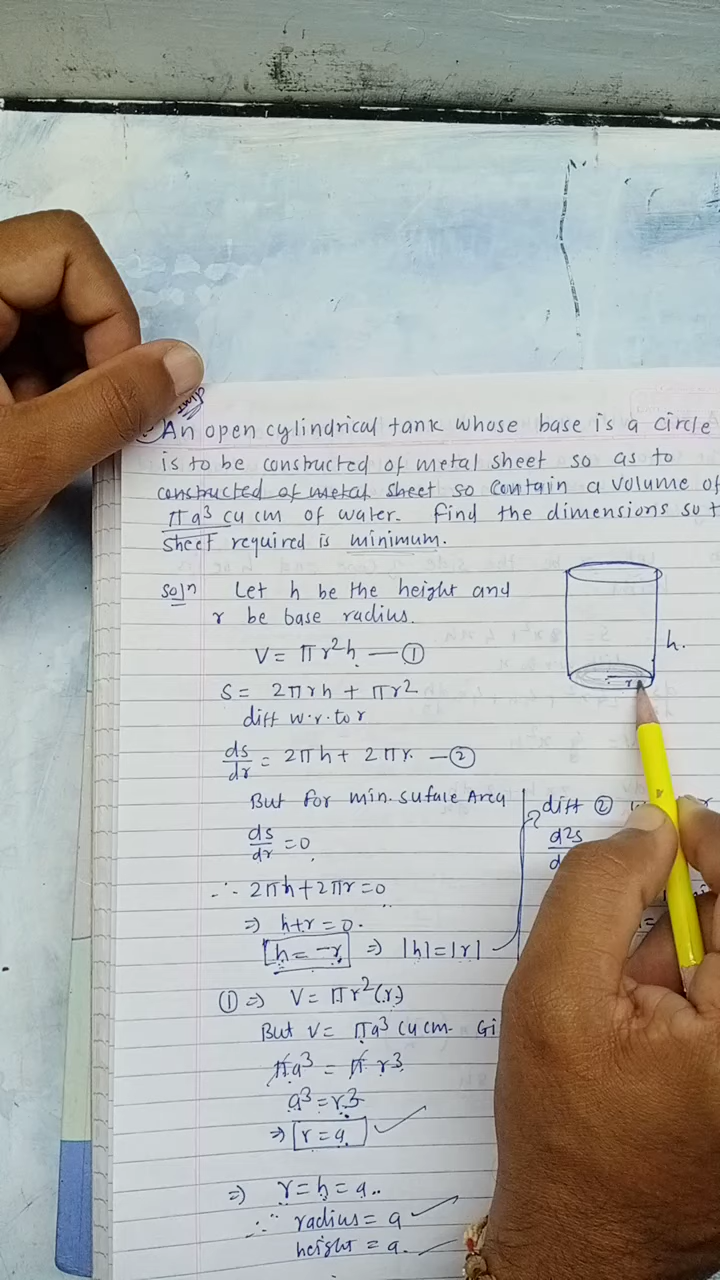 An open cylindrical tank whose base is a circle
is to be constructed of metal sheet so as to
constructed of metal sheet so contain a volume of
πa³ cu cm of water. Find the dimensions so
sheet required is minimum.
Soln Let h be the height and
r be base radius.
V = πr²h — ①
h.
r
S = 2πrh + πr²
diff w.r.to r
ds/dr = 2πh + 2πr — ②
But for min. sufale Area
ds/dr = 0
∴ 2πh+2πr=0
⇒ h+r=0.
h = -r ⇒ |h|=|r|
diff ②
d²s
① ⇒ V = πr²(r)
But V = πa³ cu cm
πa³ = πr³
a³ = r³
⇒ r = a
⇒ r = h = a..
∴ radius = a
height = a.